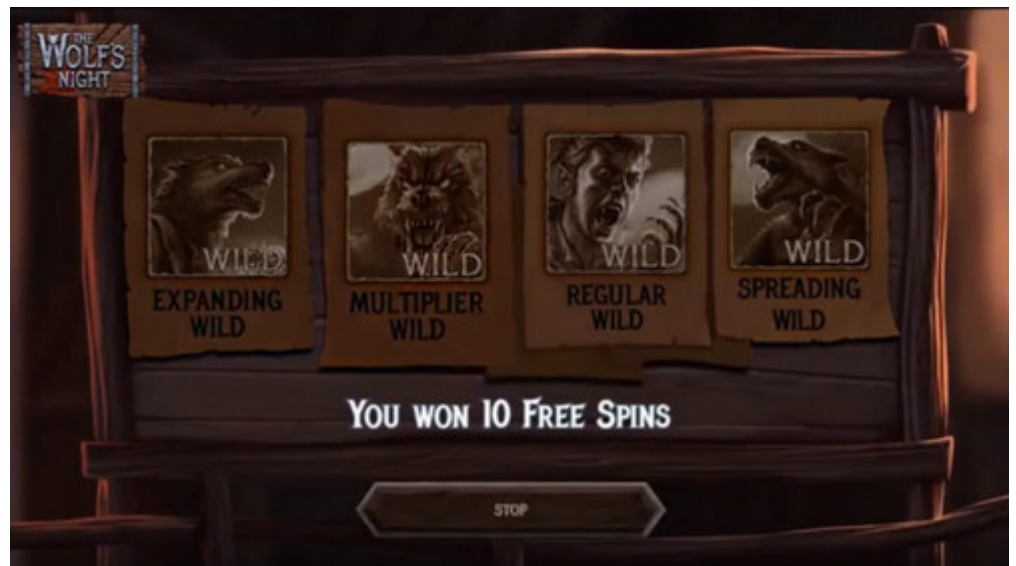 THE
WOLF'S
NIGHT
WILD
EXPANDING
WILD
WILD
MULTIPLIER
WILD
WILD
REGULAR
WILD
WILD
SPREADING
WILD
YOU WON 10 FREE SPINS
STOP